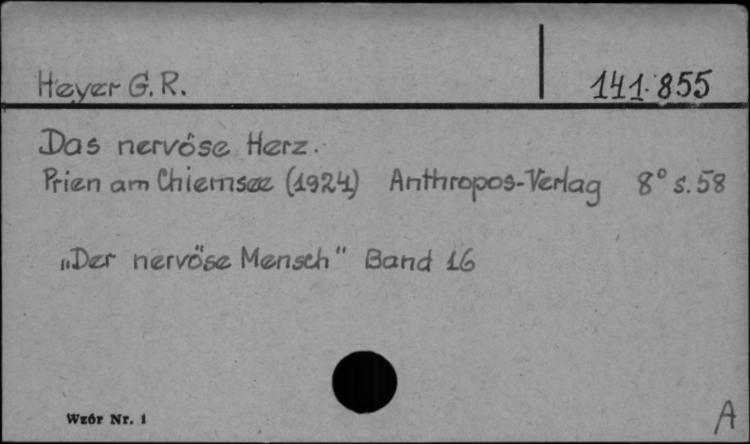 Heyer G. R.
141.855
Das nervöse Herz.
Prien am Chiemsee (1924) Anthropos-Verlag 8° s. 58
„Der nervöse Mensch" Band 16
Wzór Nr. 1
A